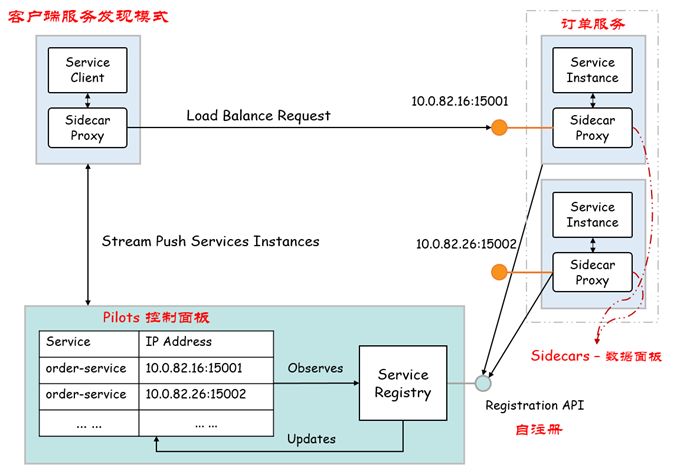 客户端服务发现模式
订单服务
Service
Client
Sidecar
Proxy
Load Balance Request
10.0.82.16:15001
Service
Instance
Sidecar
Proxy
Stream Push Services Instances
10.0.82.26:15002
Service
Instance
Sidecar
Proxy
Sidecars – 数据面板
Pilots 控制面板
Service IP Address
order-service 10.0.82.16:15001
order-service 10.0.82.26:15002
... ... ... ...
Observes
Updates
Service
Registry
Registration API
自注册